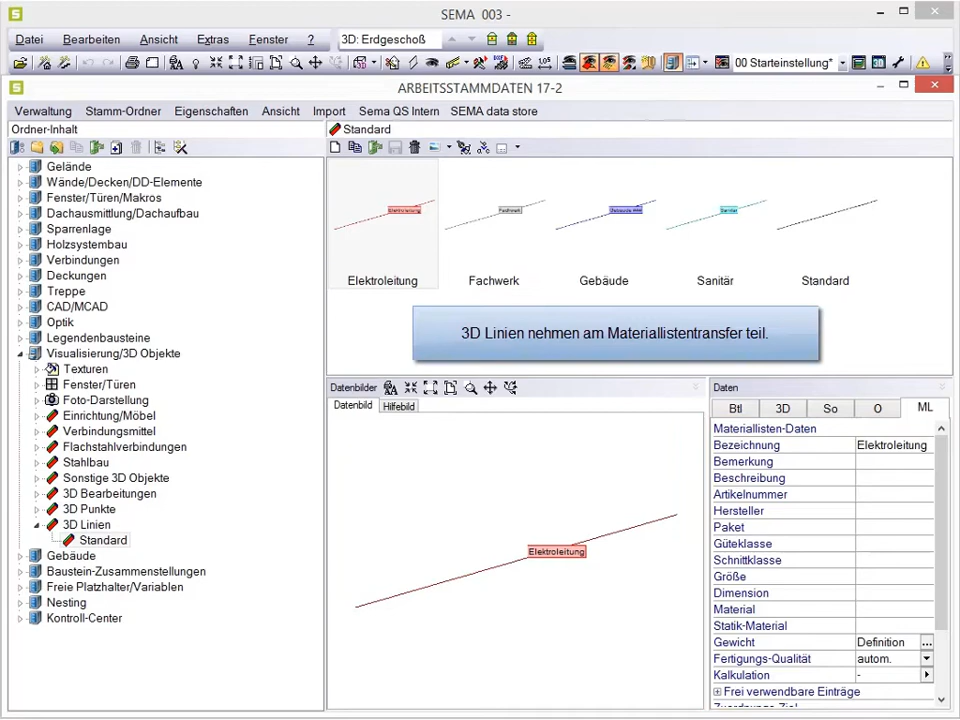 SEMA 003 -
Datei Bearbeiten Ansicht Extras Fenster ? 3D: Erdgeschoß
00 Starteinstellung*
ARBEITSSTAMMDATEN 17-2
Verwaltung Stamm-Ordner Eigenschaften Ansicht Import Sema QS Intern SEMA data store
Ordner-Inhalt
Standard
Gelände
Wände/Decken/DD-Elemente
Fenster/Türen/Makros
Dachausmittlung/Dachaufbau
Sparrenlage
Holzsystembau
Verbindungen
Deckungen
Treppe
CAD/MCAD
Optik
Legendenbausteine
Visualisierung/3D Objekte
Texturen
Fenster/Türen
Foto-Darstellung
Einrichtung/Möbel
Verbindungsmittel
Flachstahlverbindungen
Stahlbau
Sonstige 3D Objekte
3D Bearbeitungen
3D Punkte
3D Linien
Standard
Gebäude
Baustein-Zusammenstellungen
Freie Platzhalter/Variablen
Nesting
Kontroll-Center
Elektroleitung Fachwerk Sanitär
Elektroleitung Fachwerk Gebäude Sanitär Standard
3D Linien nehmen am Materiallistentransfer teil.
Datenbilder
Datenbild Hilfebild
Elektroleitung
Daten
Btl 3D So O ML
Materiallisten-Daten
Bezeichnung Elektroleitung
Bemerkung
Beschreibung
Artikelnummer
Hersteller
Paket
Güteklasse
Schnittklasse
Größe
Dimension
Material
Statik-Material
Gewicht Definition ...
Fertigungs-Qualität autom.
Kalkulation -
Frei verwendbare Einträge